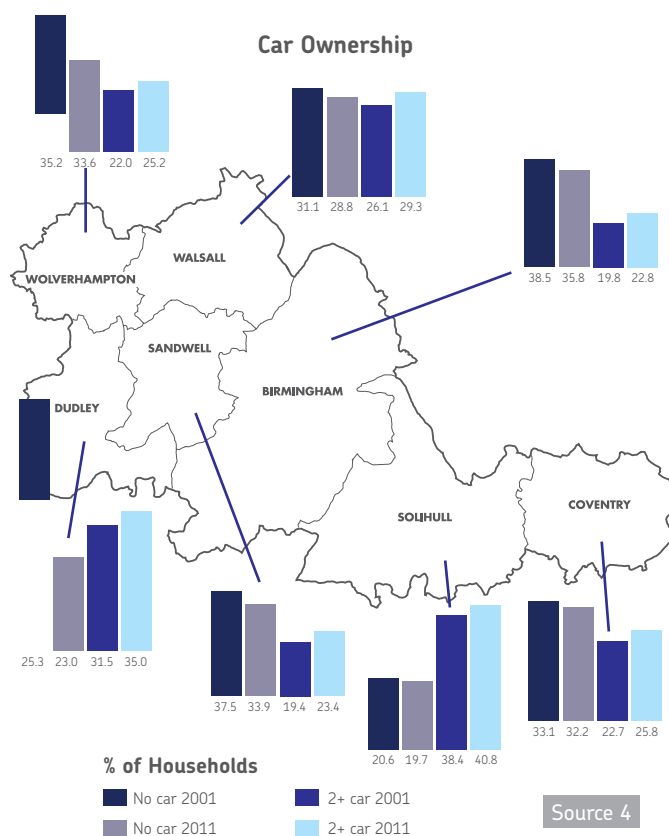 Car Ownership
35.2 33.6 22.0 25.2
31.1 28.8 26.1 29.3
38.5 35.8 19.8 22.8
WALSALL
WOLVERHAMPTON
SANDWELL
BIRMINGHAM
DUDLEY
COVENTRY
SOLIHULL
25.3 23.0 31.5 35.0
37.5 33.9 19.4 23.4
20.6 19.7 38.4 40.8
33.1 32.2 22.7 25.8
% of Households
No car 2001
2+ car 2001
No car 2011
2+ car 2011
Source 4